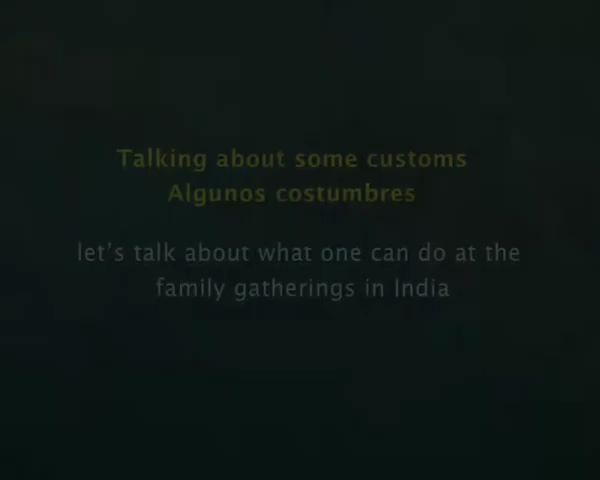 Talking about some customs
Algunos costumbres
let's talk about what one can do at the
family gatherings in India